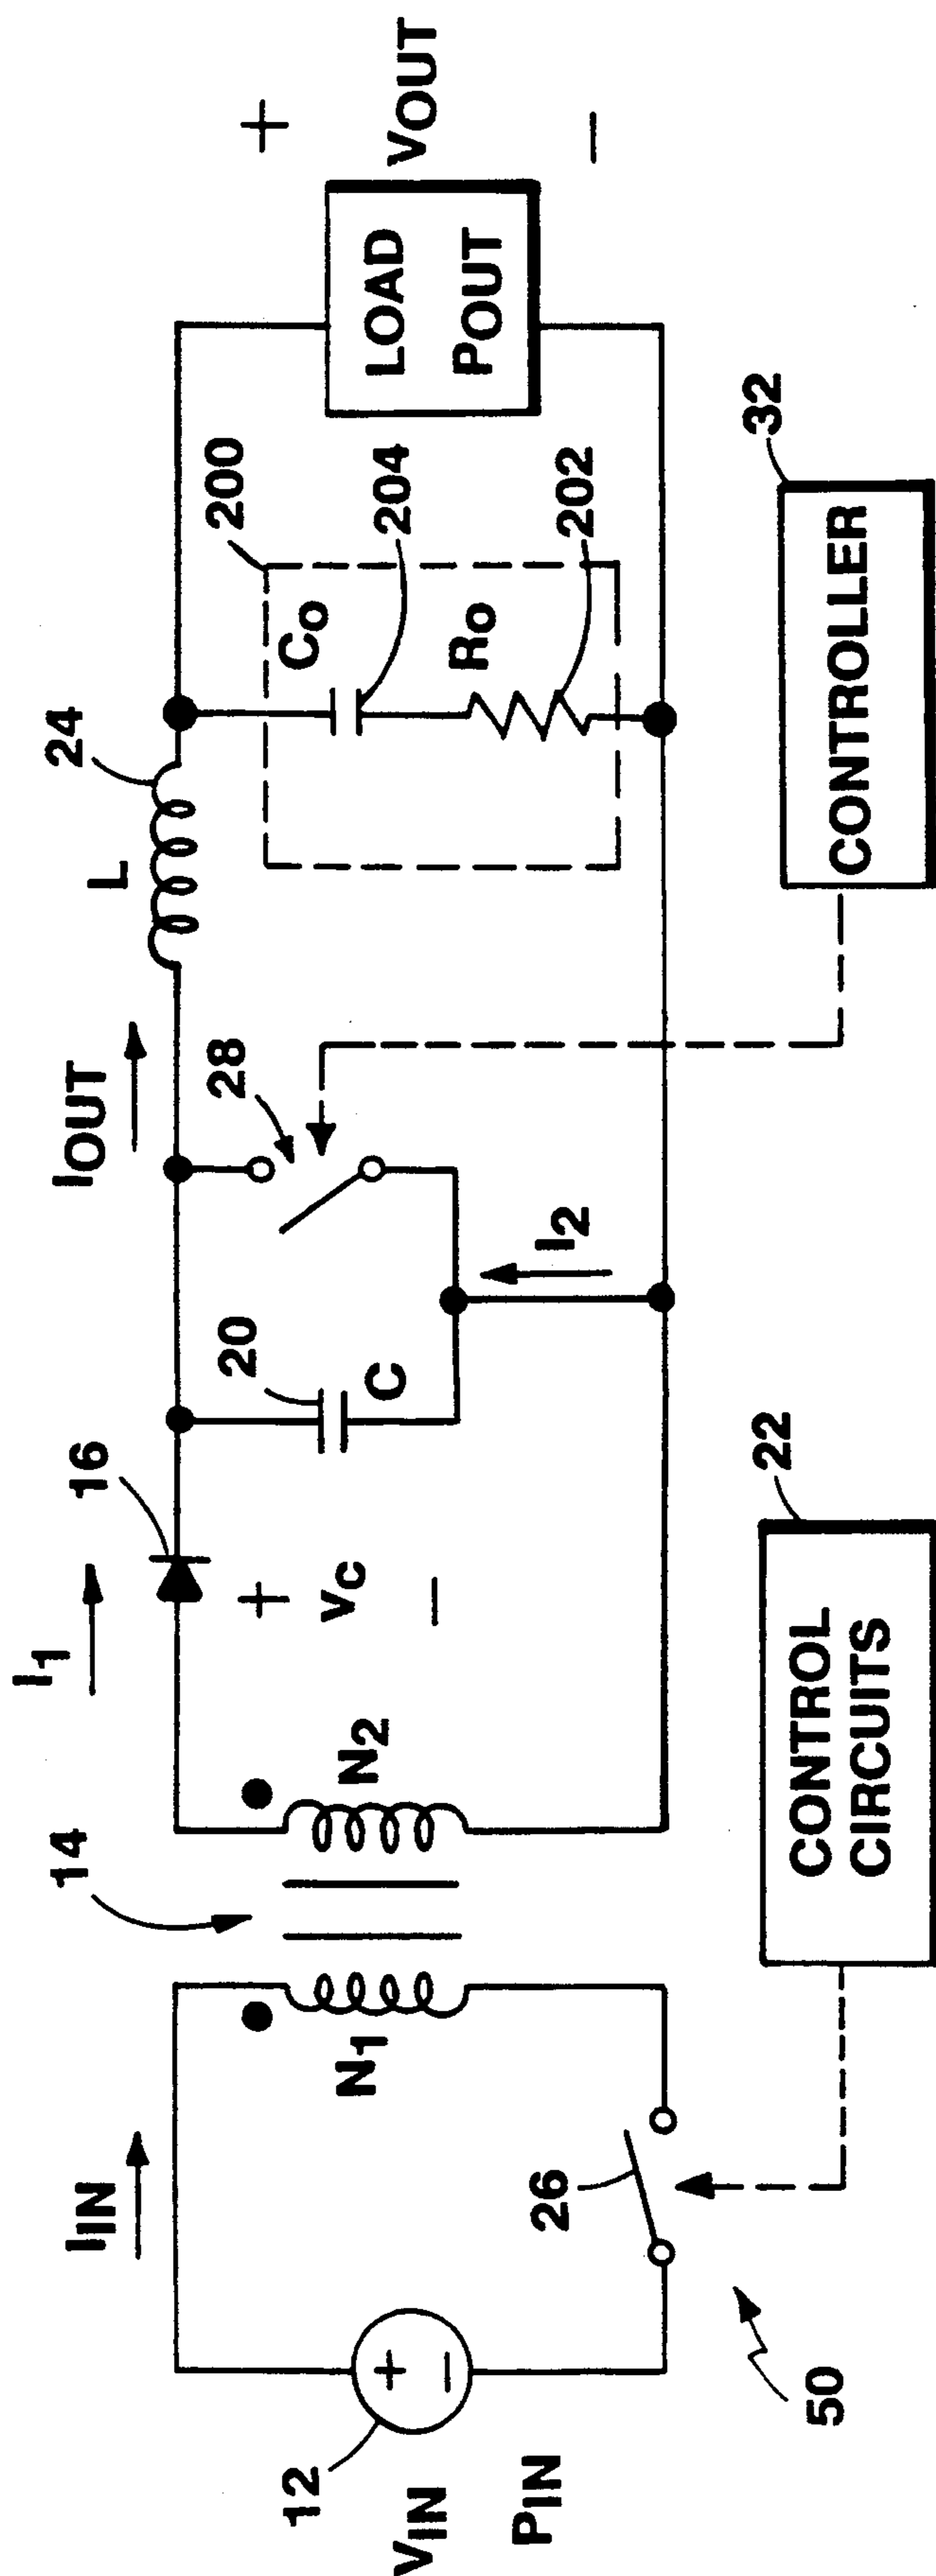 I1
IOUT
IIN
L
24
16
14
28
200
204
202
20
12
+
VIN
PIN
+
−
N1
N2
+
VC
−
C
I2
CO
RO
LOAD
POUT
+
VOUT
−
26
50
22
CONTROL
CIRCUITS
32
CONTROLLER